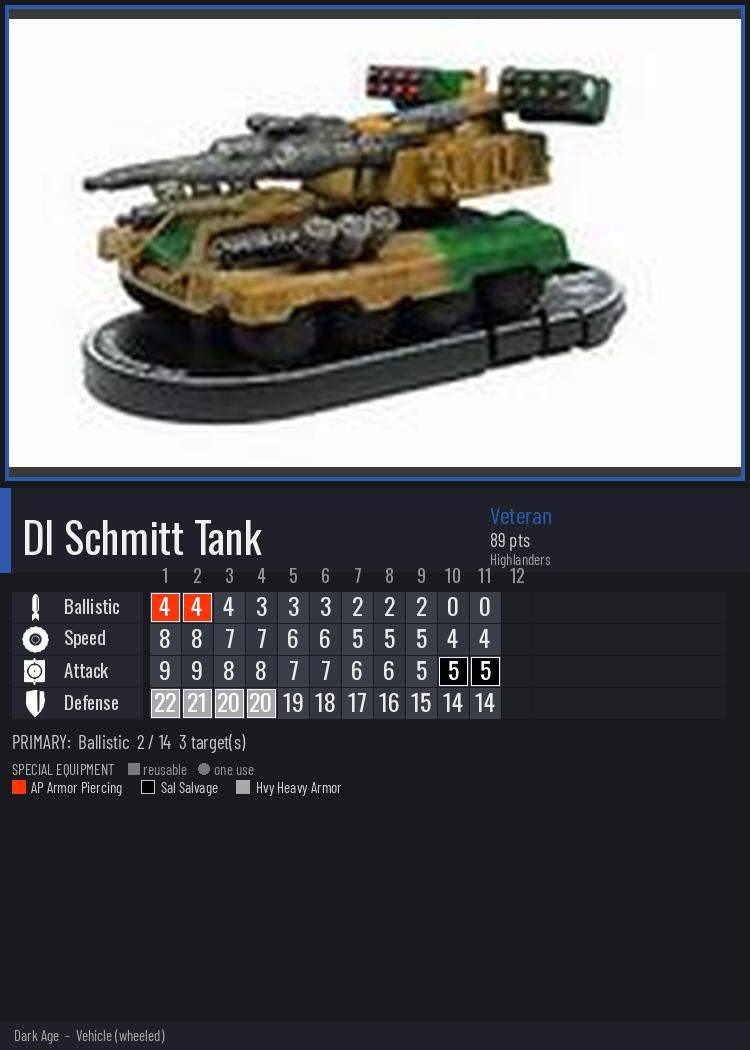 DI Schmitt Tank
Veteran
89 pts
Highlanders
1 2 3 4 5 6 7 8 9 10 11 12
Ballistic 4 4 4 3 3 3 2 2 2 0 0
Speed 8 8 7 7 6 6 5 5 5 4 4
Attack 9 9 8 8 7 7 6 6 5 5 5
Defense 22 21 20 20 19 18 17 16 15 14 14
PRIMARY: Ballistic 2 / 14 3 target(s)
SPECIAL EQUIPMENT reusable one use
AP Armor Piercing Sal Salvage Hvy Heavy Armor
Dark Age - Vehicle (wheeled)